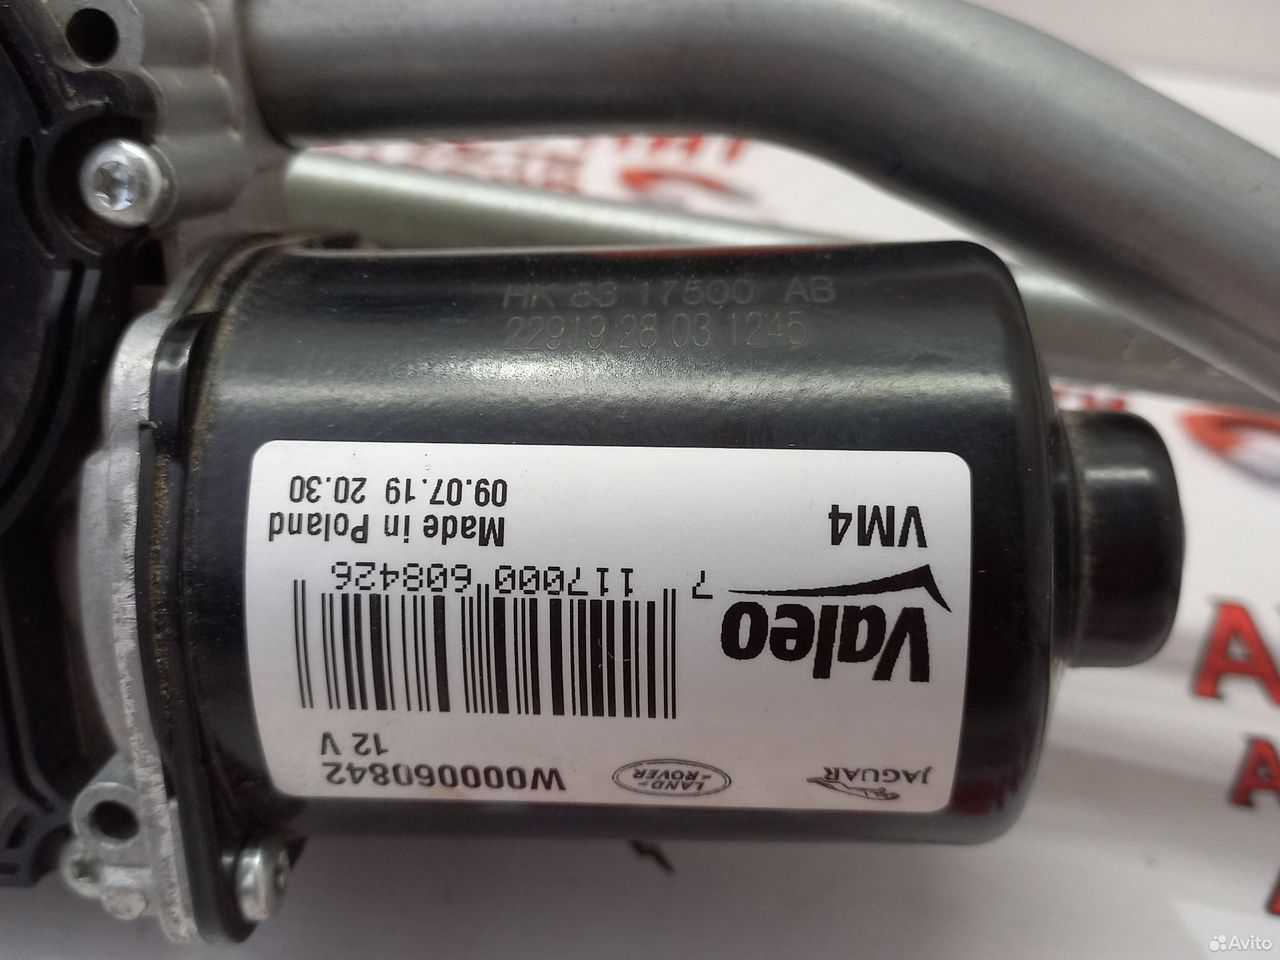 HK 83 17500 AB
22919 28 03 1245
JAGUAR
LAND-
-ROVER
W000060842
12 V
Valeo
7 117000 608426
VM4
Made in Poland
09.07.19 20.30
Avito